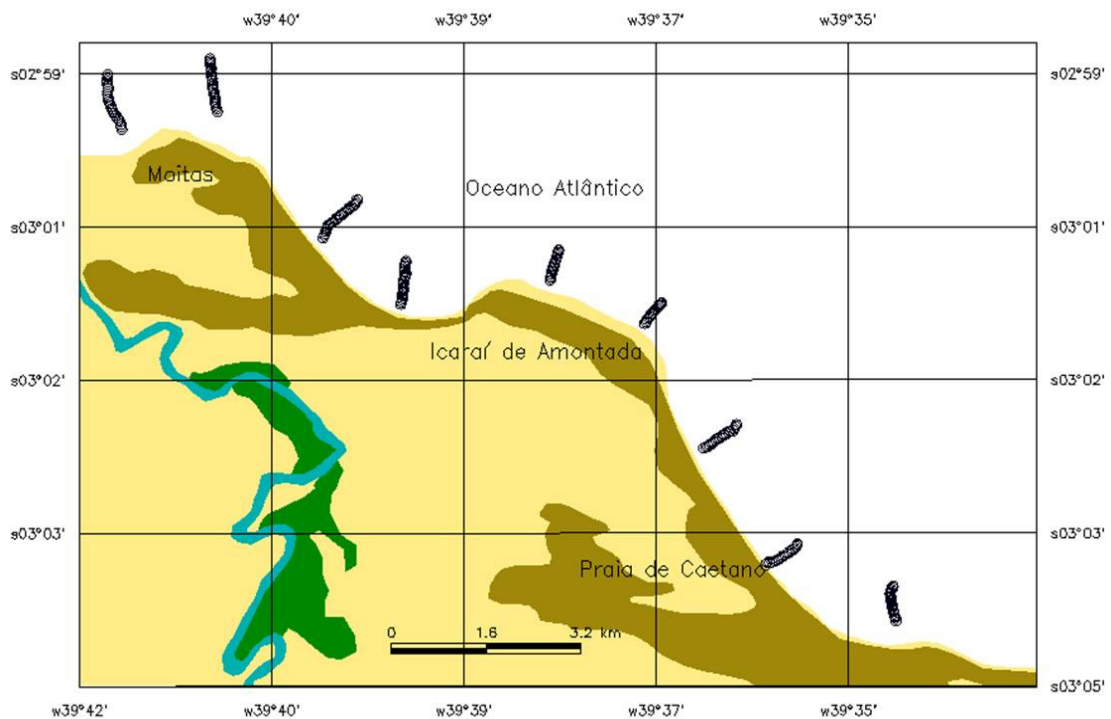 w39°40' w39°39' w39°37' w39°35'
s02°59' s02°59'
Moitas
Oceano Atlântico
s03°01' s03°01'
Icaraí de Amontada
s03°02' s03°02'
s03°03' s03°03'
Praia de Caetano
0 1.6 3.2 km
s03°05'
w39°42' w39°40' w39°39' w39°37' w39°35'